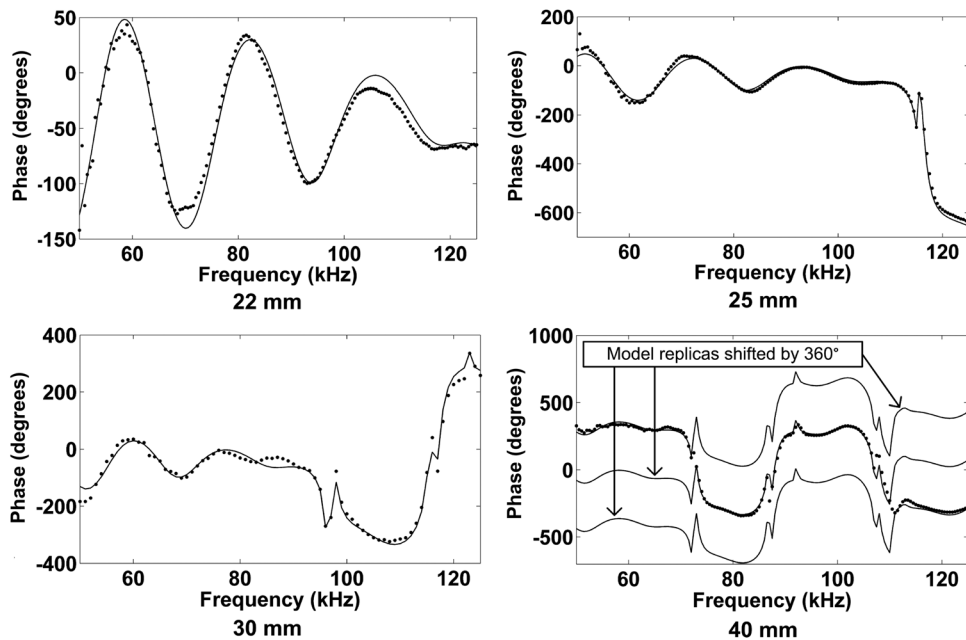 50
0
-50
-100
-150
Phase (degrees)
60
80
100
120
Frequency (kHz)
22 mm
200
0
-200
-400
-600
Phase (degrees)
60
80
100
120
Frequency (kHz)
25 mm
400
200
0
-200
-400
Phase (degrees)
60
80
100
120
Frequency (kHz)
30 mm
1000
500
0
-500
Phase (degrees)
Model replicas shifted by 360°
60
80
100
120
Frequency (kHz)
40 mm